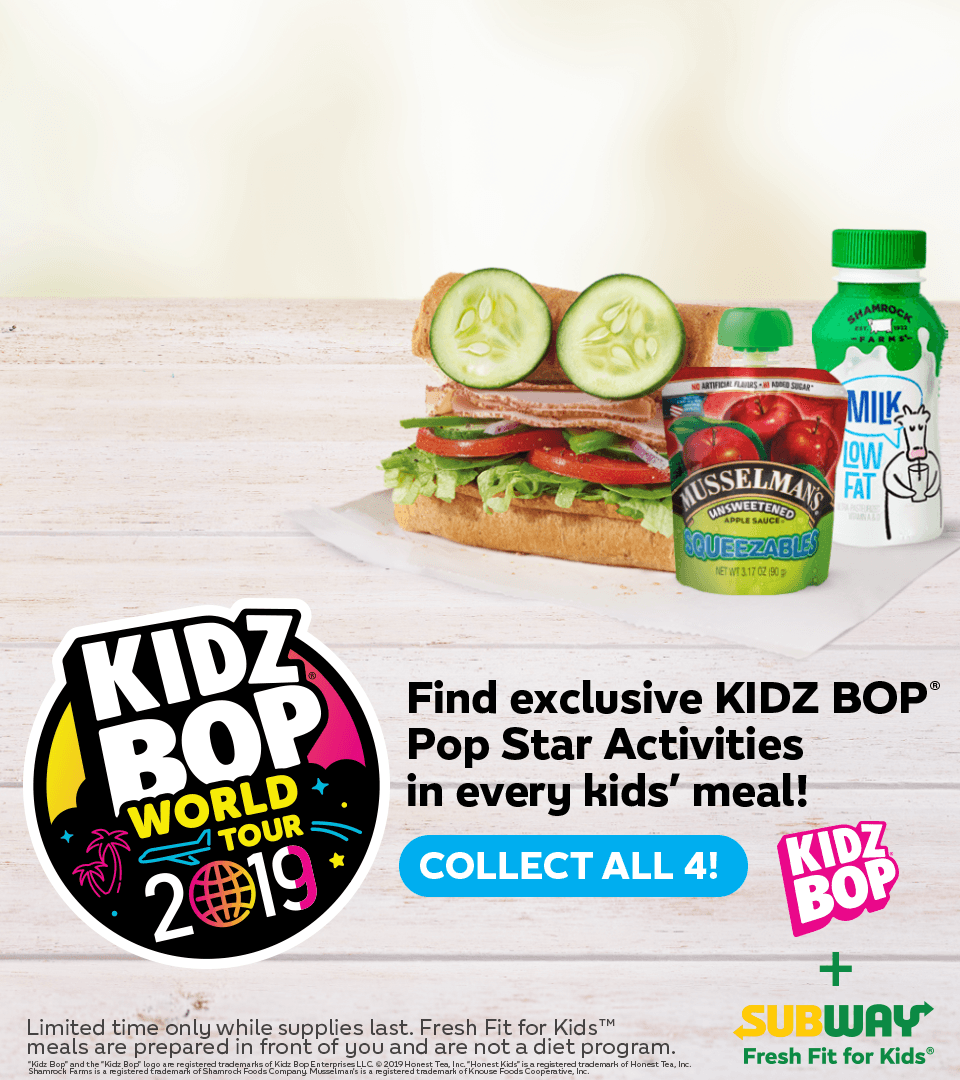 SHAMROCK
EST. 1922
FARMS
MILK
LOW
FAT
NO ARTIFICIAL FLAVORS • NO ADDED SUGAR
MUSSELMAN'S
UNSWEETENED
APPLE SAUCE
SQUEEZABLES
NET WT 3.17 OZ (90 g)
KIDZ
BOP®
WORLD
TOUR
2019
Find exclusive KIDZ BOP®
Pop Star Activities
in every kids’ meal!
COLLECT ALL 4!
KIDZ
BOP
+
SUBWAY®
Fresh Fit for Kids®
Limited time only while supplies last. Fresh Fit for Kids™
meals are prepared in front of you and are not a diet program.
"Kidz Bop" and the "Kidz Bop" logo are registered trademarks of Kidz Bop Enterprises LLC. © 2019 Honest Tea, Inc. "Honest Kids" is a registered trademark of Honest Tea, Inc.
Shamrock Farms is a registered trademark of Shamrock Foods Company. Musselman's is a registered trademark of Knouse Foods Cooperative, Inc.